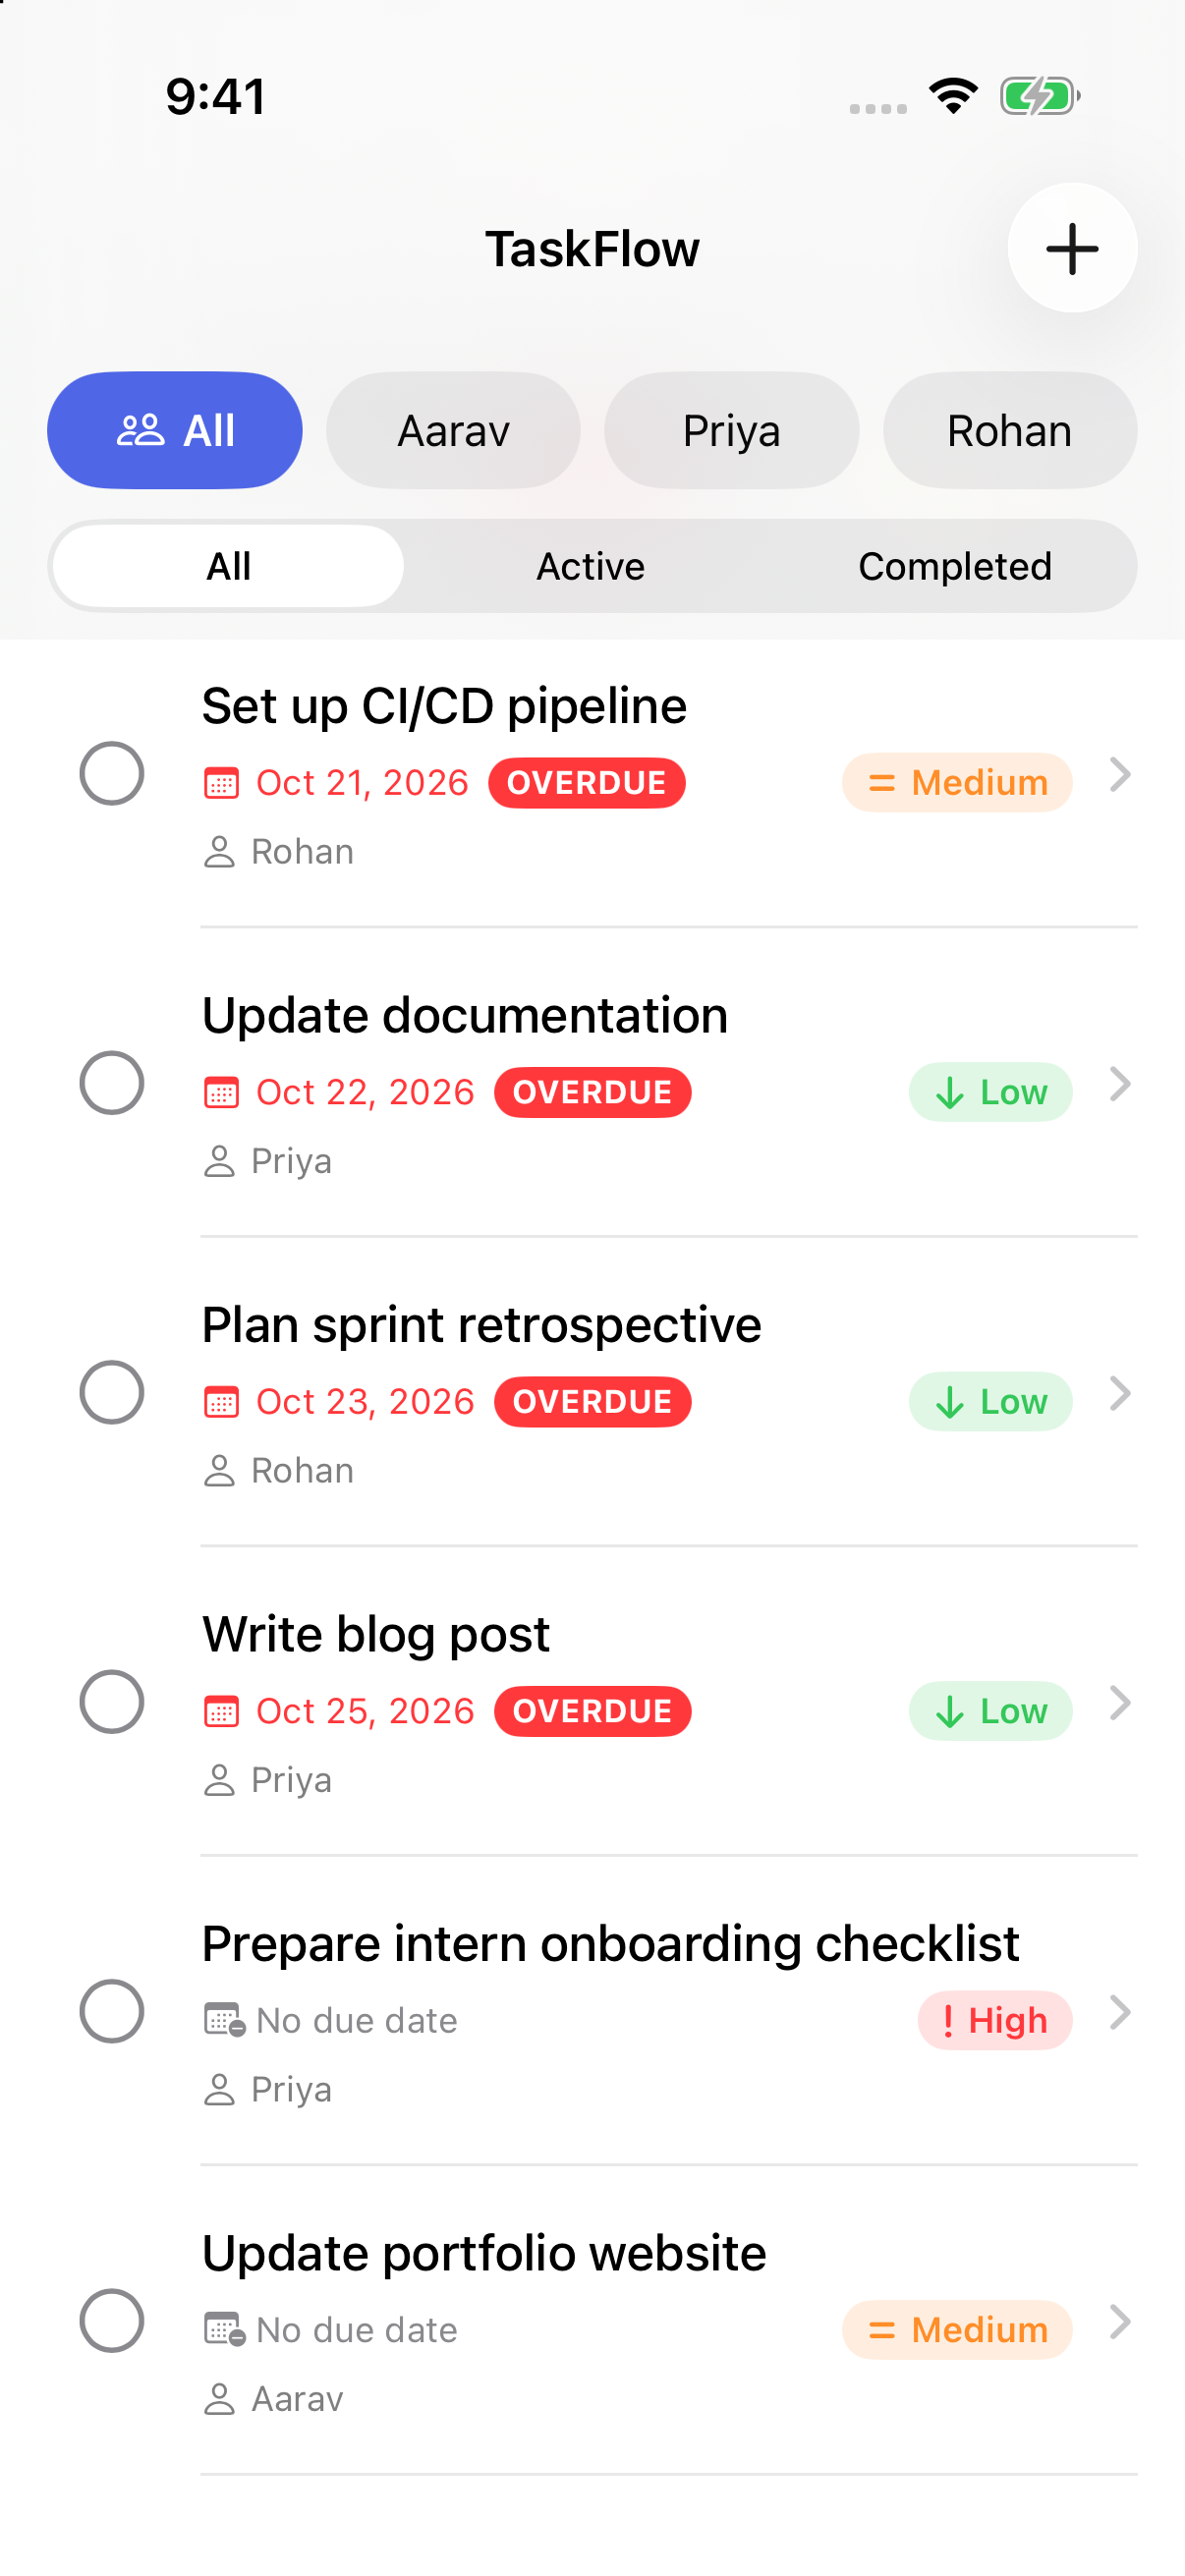 9:41
TaskFlow
All Aarav Priya Rohan
All Active Completed
Set up CI/CD pipeline
Oct 21, 2026 OVERDUE = Medium
Rohan
Update documentation
Oct 22, 2026 OVERDUE ↓ Low
Priya
Plan sprint retrospective
Oct 23, 2026 OVERDUE ↓ Low
Rohan
Write blog post
Oct 25, 2026 OVERDUE ↓ Low
Priya
Prepare intern onboarding checklist
No due date ! High
Priya
Update portfolio website
No due date = Medium
Aarav